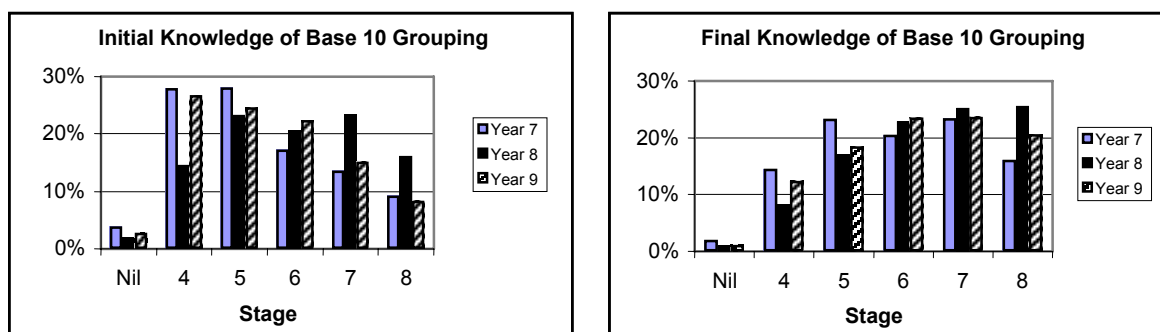 Initial Knowledge of Base 10 Grouping
30%
20%
10%
0%
Nil 4 5 6 7 8
Stage
Year 7
Year 8
Year 9
Final Knowledge of Base 10 Grouping
30%
20%
10%
0%
Nil 4 5 6 7 8
Stage
Year 7
Year 8
Year 9